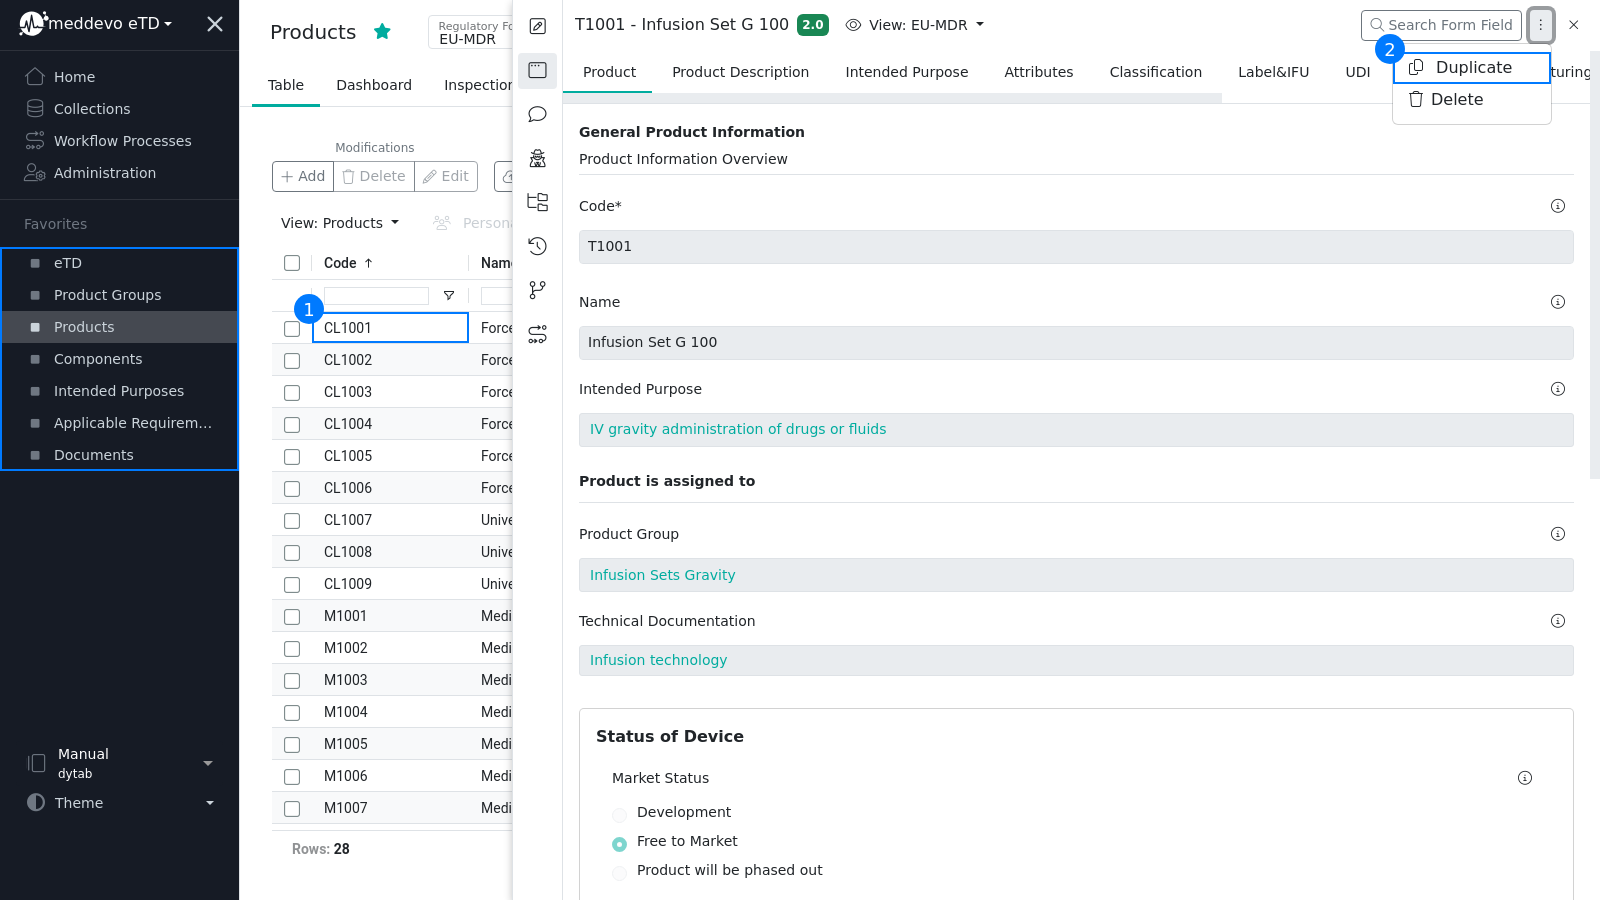 meddevo eTD
Home
Collections
Workflow Processes
Administration
Favorites
eTD
Product Groups
Products
Components
Intended Purposes
Applicable Requirem...
Documents
Manual
dytab
Theme
Products
Regulatory Fo
EU-MDR
Table Dashboard Inspection
Modifications
Add Delete Edit
View: Products Persona
Code Name
1
CL1001 Force
CL1002 Force
CL1003 Force
CL1004 Force
CL1005 Force
CL1006 Force
CL1007 Unive
CL1008 Unive
CL1009 Unive
M1001 Medi
M1002 Medi
M1003 Medi
M1004 Medi
M1005 Medi
M1006 Medi
M1007 Medi
Rows: 28
T1001 - Infusion Set G 100 2.0 View: EU-MDR Search Form Field
2
Duplicate
Delete
Product Product Description Intended Purpose Attributes Classification Label&IFU UDI turing
General Product Information
Product Information Overview
Code*
T1001
Name
Infusion Set G 100
Intended Purpose
IV gravity administration of drugs or fluids
Product is assigned to
Product Group
Infusion Sets Gravity
Technical Documentation
Infusion technology
Status of Device
Market Status
Development
Free to Market
Product will be phased out